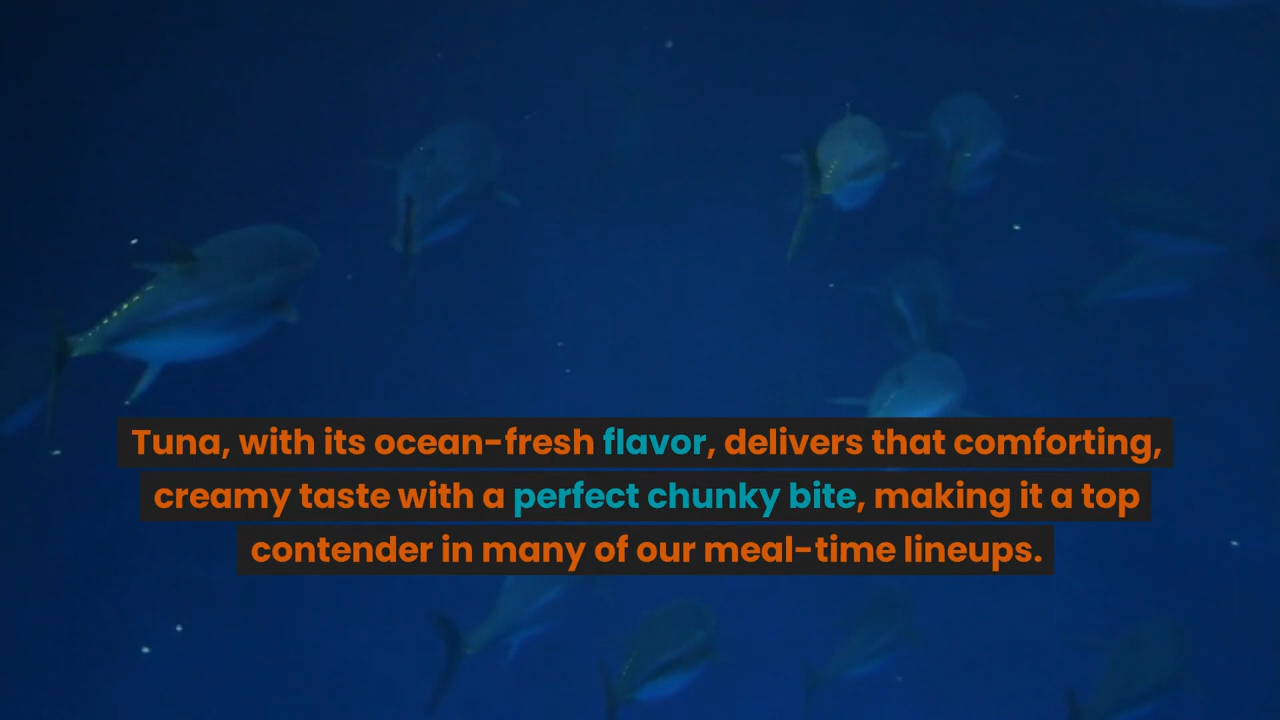 Tuna, with its ocean-fresh flavor, delivers that comforting,
creamy taste with a perfect chunky bite, making it a top
contender in many of our meal-time lineups.